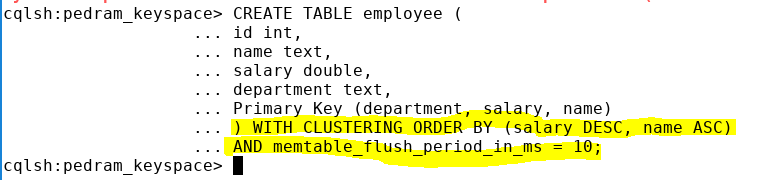 cqlsh:pedram_keyspace> CREATE TABLE employee (
... id int,
... name text,
... salary double,
... department text,
... Primary Key (department, salary, name)
... ) WITH CLUSTERING ORDER BY (salary DESC, name ASC)
... AND memtable_flush_period_in_ms = 10;
cqlsh:pedram_keyspace>